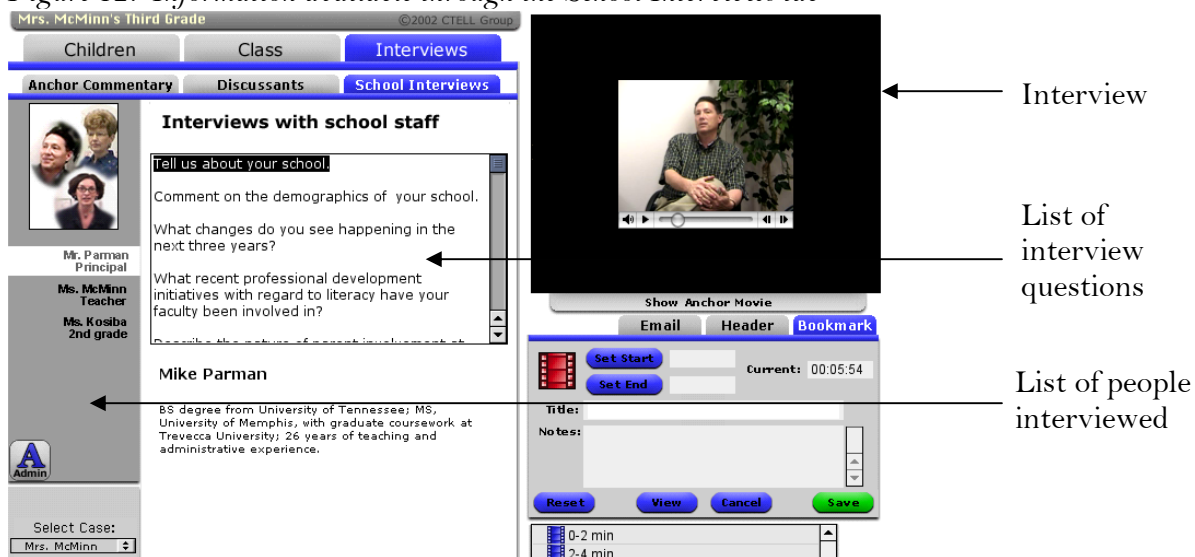 Figure 12. Information available through the School Interviews tab
Mrs. McMinn's Third Grade
©2002 CTELL Group
Children
Class
Interviews
Anchor Commentary
Discussants
School Interviews
Interviews with school staff
Tell us about your school.
Comment on the demographics of your school.
What changes do you see happening in the
next three years?
What recent professional development
initiatives with regard to literacy have your
faculty been involved in?
Describe the nature of parent involvement at
Mr. Parman
Principal
Ms. McMinn
Teacher
Ms. Kosiba
2nd grade
Mike Parman
BS degree from University of Tennessee; MS,
University of Memphis, with graduate coursework at
Trevecca University; 26 years of teaching and
administrative experience.
A
Admin
Select Case:
Mrs. McMinn
Show Anchor Movie
Email
Header
Bookmark
Set Start
Set End
Current: 00:05:54
Title:
Notes:
Reset
View
Cancel
Save
0-2 min
2-4 min
Interview
List of
interview
questions
List of people
interviewed